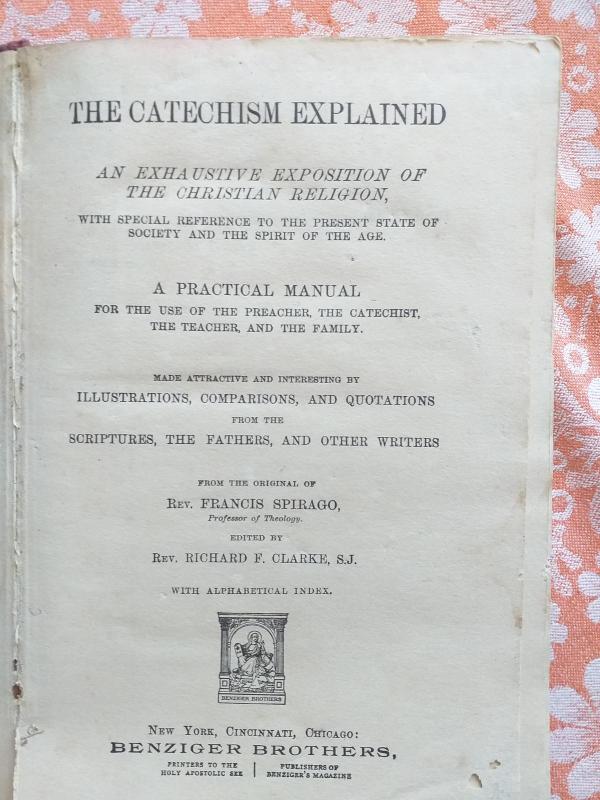 THE CATECHISM EXPLAINED
AN EXHAUSTIVE EXPOSITION OF
THE CHRISTIAN RELIGION,
WITH SPECIAL REFERENCE TO THE PRESENT STATE OF
SOCIETY AND THE SPIRIT OF THE AGE.
A PRACTICAL MANUAL
FOR THE USE OF THE PREACHER, THE CATECHIST,
THE TEACHER, AND THE FAMILY.
MADE ATTRACTIVE AND INTERESTING BY
ILLUSTRATIONS, COMPARISONS, AND QUOTATIONS
FROM THE
SCRIPTURES, THE FATHERS, AND OTHER WRITERS
FROM THE ORIGINAL OF
REV. FRANCIS SPIRAGO,
Professor of Theology.
EDITED BY
REV. RICHARD F. CLARKE, S.J.
WITH ALPHABETICAL INDEX.
BENZIGER BROTHERS
NEW YORK, CINCINNATI, CHICAGO:
BENZIGER BROTHERS,
PRINTERS TO THE
HOLY APOSTOLIC SEE
PUBLISHERS OF
BENZIGER'S MAGAZINE